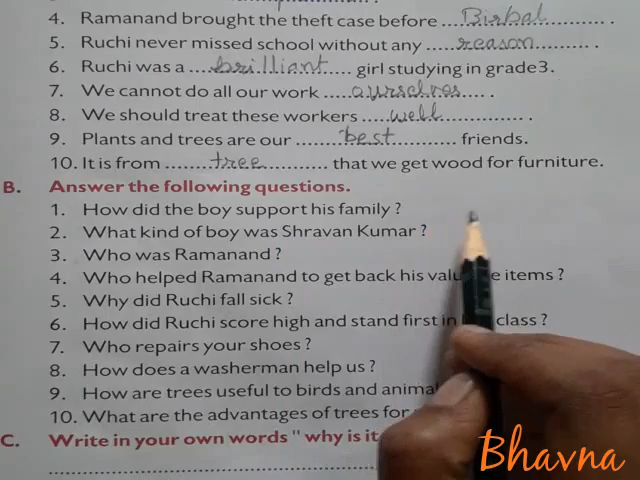 4. Ramanand brought the theft case before ....Birbal.............. .
5. Ruchi never missed school without any ....reason........... .
6. Ruchi was a ....brilliant.... girl studying in grade3.
7. We cannot do all our work ....ourselves.... .
8. We should treat these workers ....well............. .
9. Plants and trees are our ........best............ friends.
10. It is from ........tree............ that we get wood for furniture.
B. Answer the following questions.
1. How did the boy support his family ?
2. What kind of boy was Shravan Kumar ?
3. Who was Ramanand ?
4. Who helped Ramanand to get back his items ?
5. Why did Ruchi fall sick ?
6. How did Ruchi score high and stand first in class ?
7. Who repairs your shoes ?
8. How does a washerman help us ?
9. How are trees useful to birds and
10. What are the advantages of trees for
C. Write in your own words " why is it
Bhavna